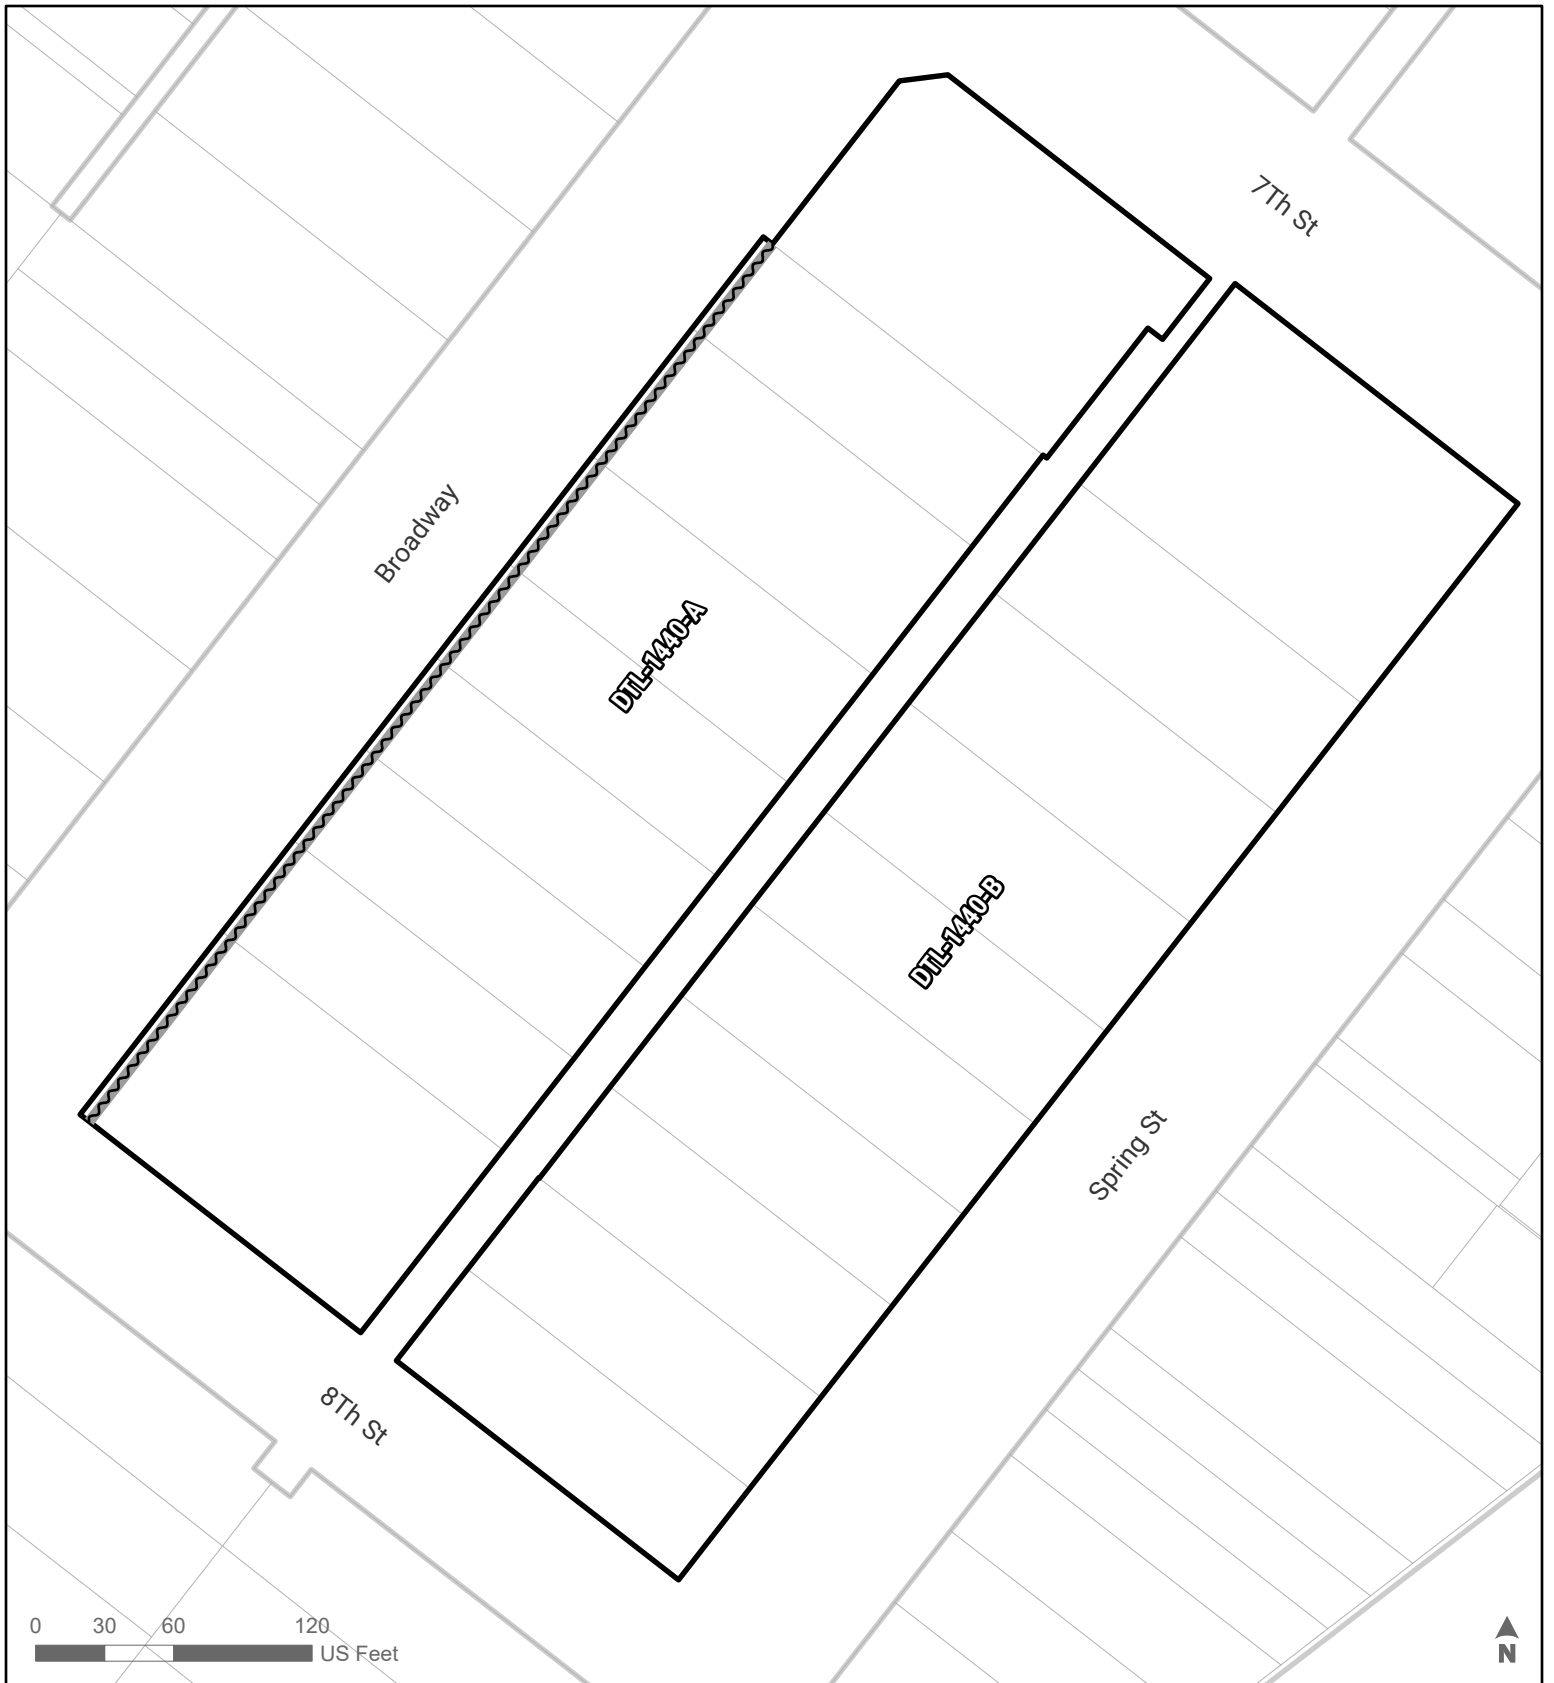 7Th St
Broadway
DTL-1440-A
DTL-1440-B
Spring St
8Th St
0 30 60 120
US Feet
N